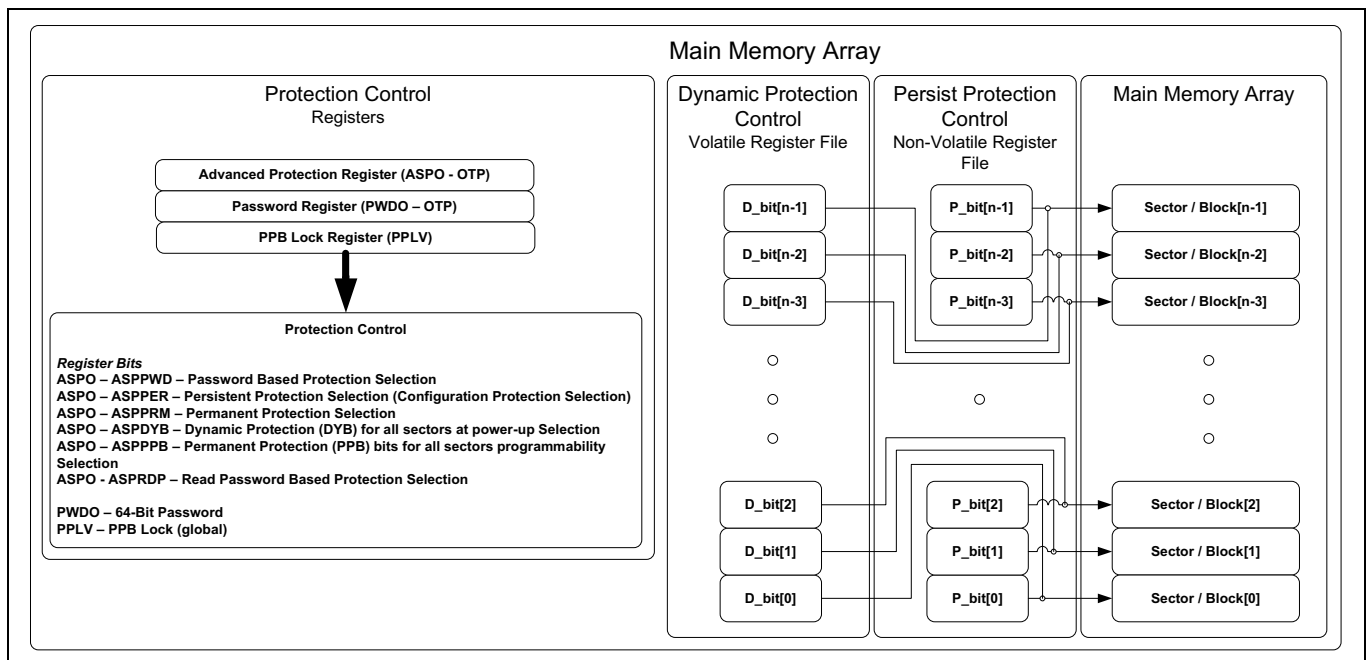 Main Memory Array
Protection Control
Registers
Advanced Protection Register (ASPO - OTP)
Password Register (PWDO – OTP)
PPB Lock Register (PPLV)
Protection Control
Register Bits
ASPO – ASPPWD – Password Based Protection Selection
ASPO – ASPPER – Persistent Protection Selection (Configuration Protection Selection)
ASPO – ASPPRM – Permanent Protection Selection
ASPO – ASPDYB – Dynamic Protection (DYB) for all sectors at power-up Selection
ASPO – ASPPPB – Permanent Protection (PPB) bits for all sectors programmability
Selection
ASPO - ASPRDP – Read Password Based Protection Selection
PWDO – 64-Bit Password
PPLV – PPB Lock (global)
Dynamic Protection
Control
Volatile Register File
D_bit[n-1]
D_bit[n-2]
D_bit[n-3]
D_bit[2]
D_bit[1]
D_bit[0]
Persist Protection
Control
Non-Volatile Register
File
P_bit[n-1]
P_bit[n-2]
P_bit[n-3]
P_bit[2]
P_bit[1]
P_bit[0]
Main Memory Array
Sector / Block[n-1]
Sector / Block[n-2]
Sector / Block[n-3]
Sector / Block[2]
Sector / Block[1]
Sector / Block[0]